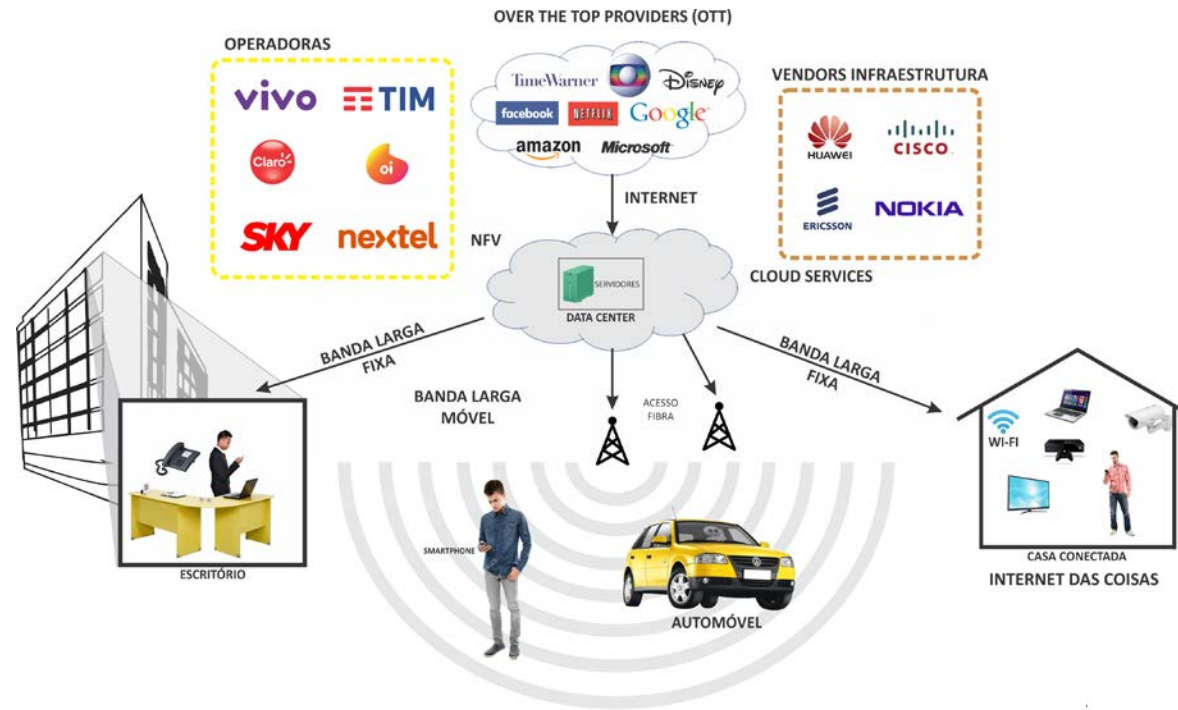 OVER THE TOP PROVIDERS (OTT)
OPERADORAS
vivo
TIM
Claro
oi
SKY
nextel
TimeWarner
Disney
facebook
NETFLIX
Google
amazon
Microsoft
VENDORS INFRAESTRUTURA
HUAWEI
CISCO
ERICSSON
NOKIA
INTERNET
NFV
CLOUD SERVICES
SERVIDORES
DATA CENTER
BANDA LARGA
FIXA
BANDA LARGA
MÓVEL
ACESSO
FIBRA
BANDA LARGA
FIXA
WI-FI
SMARTPHONE
ESCRITÓRIO
AUTOMÓVEL
CASA CONECTADA
INTERNET DAS COISAS